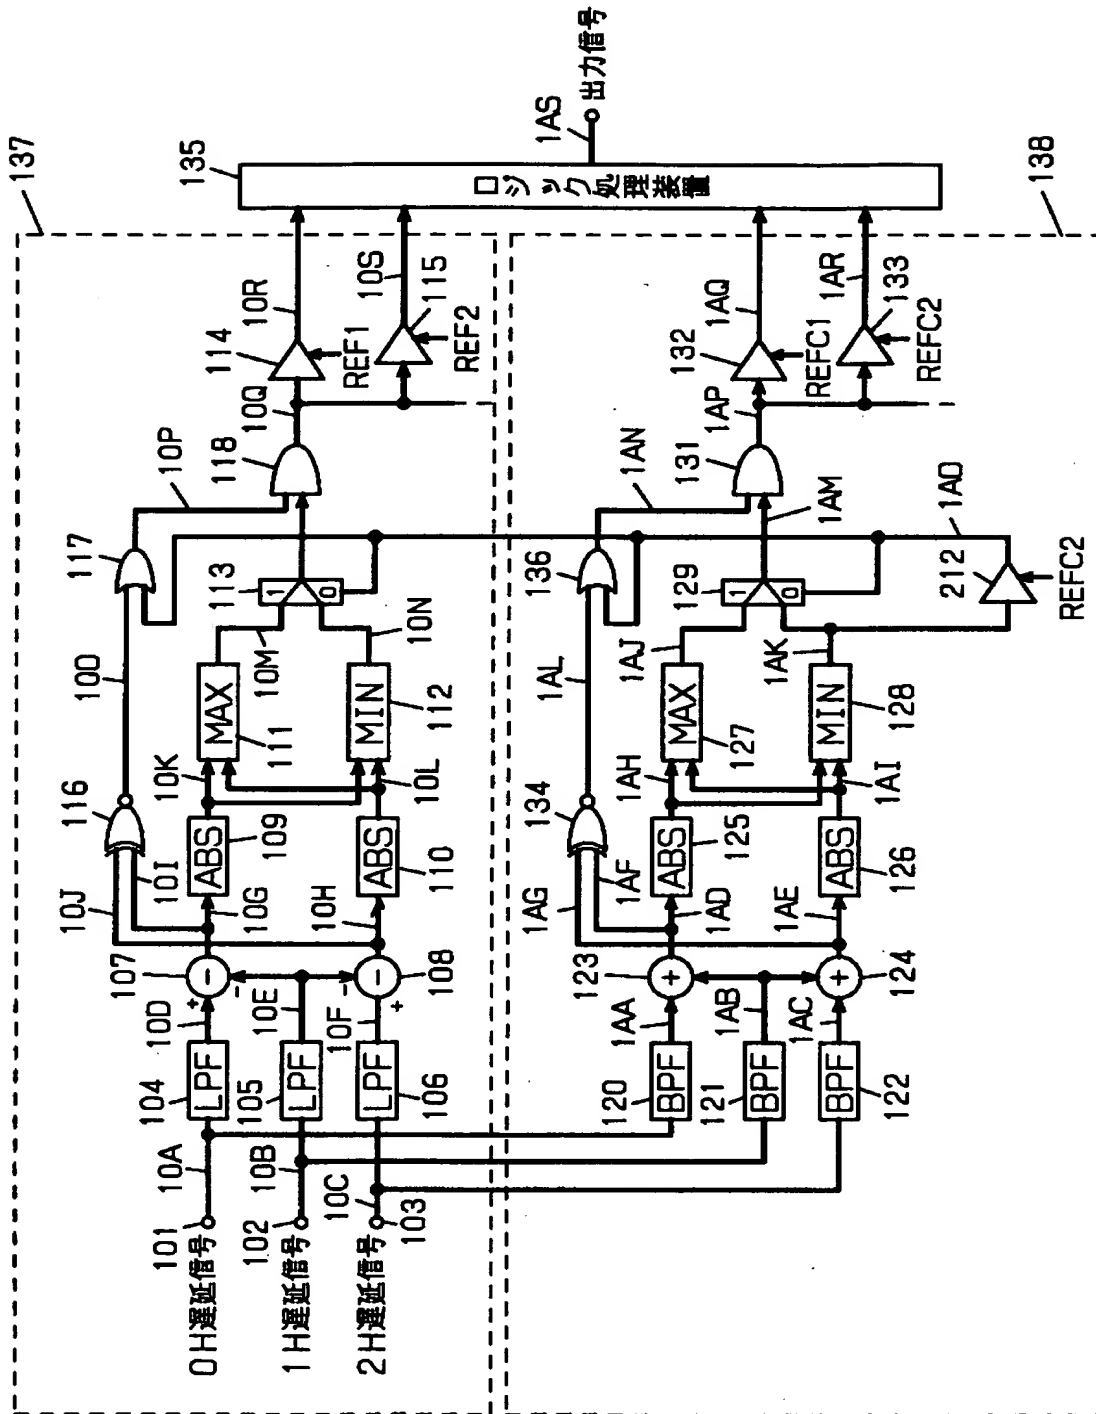 137
135
ロジック処理装置
1AS
出力信号
138
101
0H遅延信号
10A
104
LPF
10D
+
107
-
-
10J
10I
10G
116
ABS
109
10K
MAX
111
10O
10M
113
1
0
117
10P
118
10Q
114
10R
REF1
10S
115
REF2
102
1H遅延信号
10B
105
LPF
10E
103
2H遅延信号
10C
106
LPF
10F
+
-
-
108
10H
ABS
110
10L
MIN
112
10N
120
BPF
1AA
123
+
1AG
1AF
1AD
134
ABS
125
1AH
MAX
127
1AL
1AJ
129
1
0
136
1AN
1AM
131
1AP
132
1AQ
REFC1
1AR
133
REFC2
121
BPF
1AB
122
BPF
1AC
+
124
1AE
ABS
126
1AI
MIN
128
1AK
212
1AO
REFC2